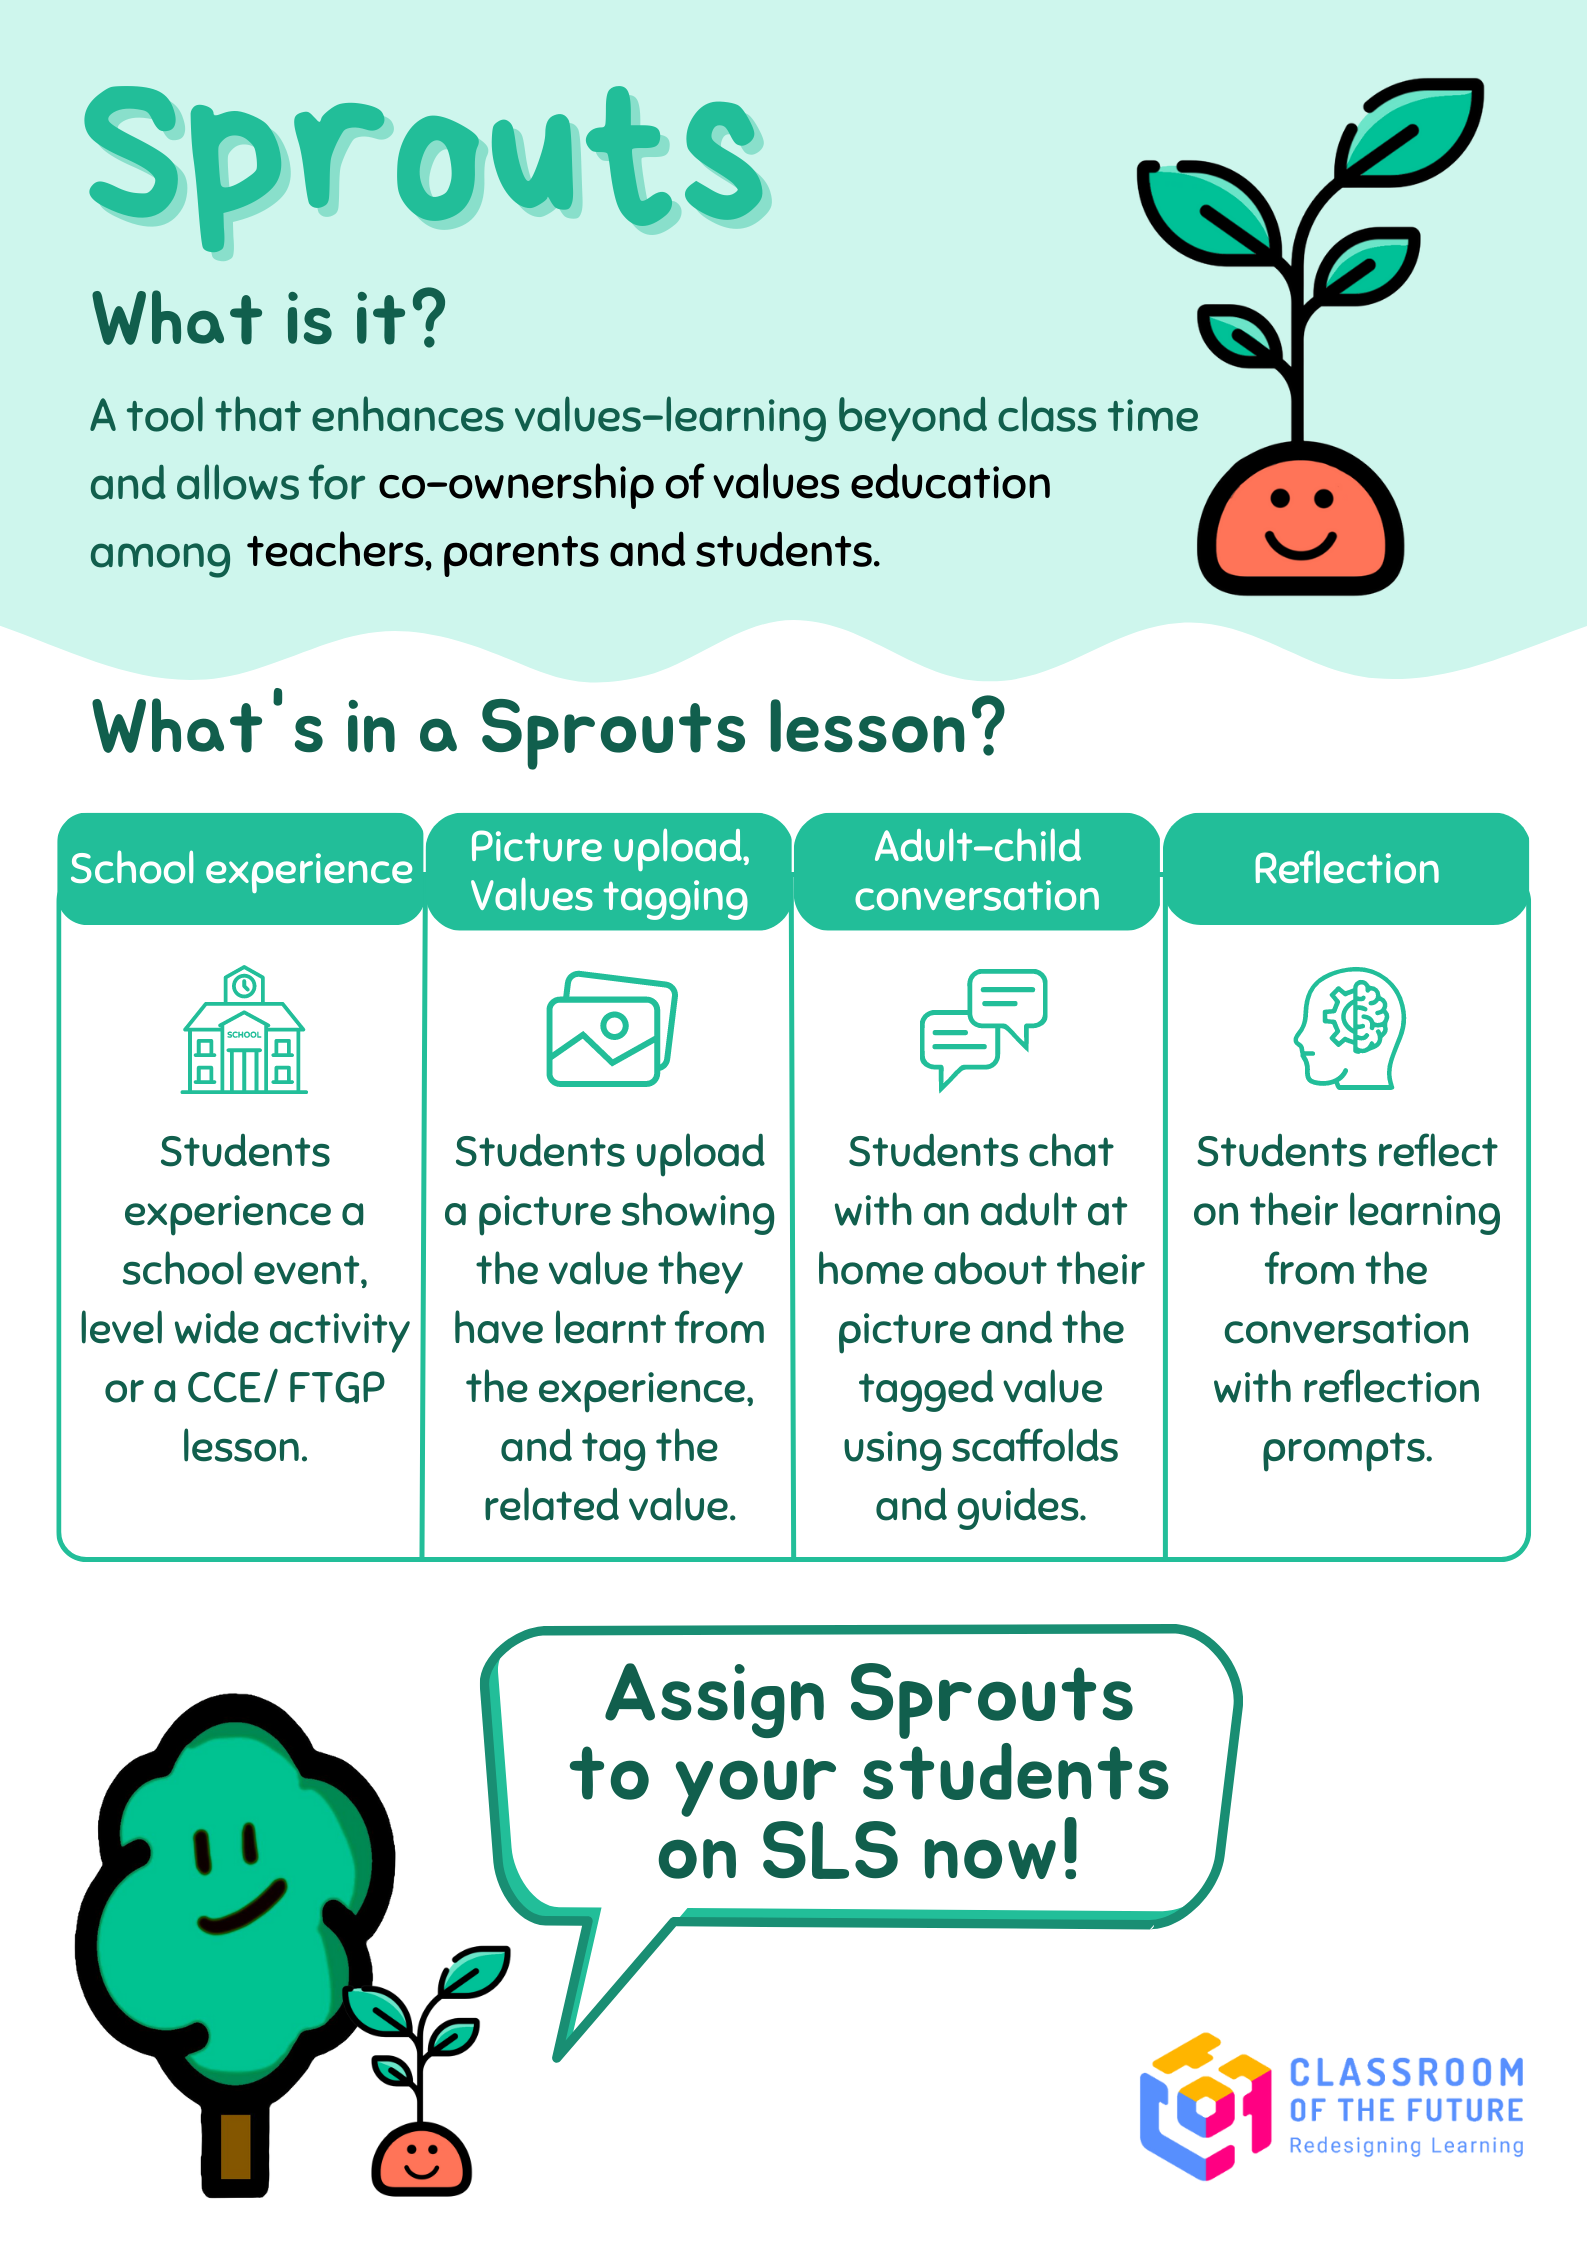 Sprouts
What is it?
A tool that enhances values-learning beyond class time
and allows for co-ownership of values education
among teachers, parents and students.
What's in a Sprouts lesson?
School experience
SCHOOL
Students
experience a
school event,
level wide activity
or a CCE/ FTGP
lesson.
Picture upload,
Values tagging
Students upload
a picture showing
the value they
have learnt from
the experience,
and tag the
related value.
Adult-child
conversation
Students chat
with an adult at
home about their
picture and the
tagged value
using scaffolds
and guides.
Reflection
Students reflect
on their learning
from the
conversation
with reflection
prompts.
Assign Sprouts
to your students
on SLS now!
CLASSROOM
OF THE FUTURE
Redesigning Learning